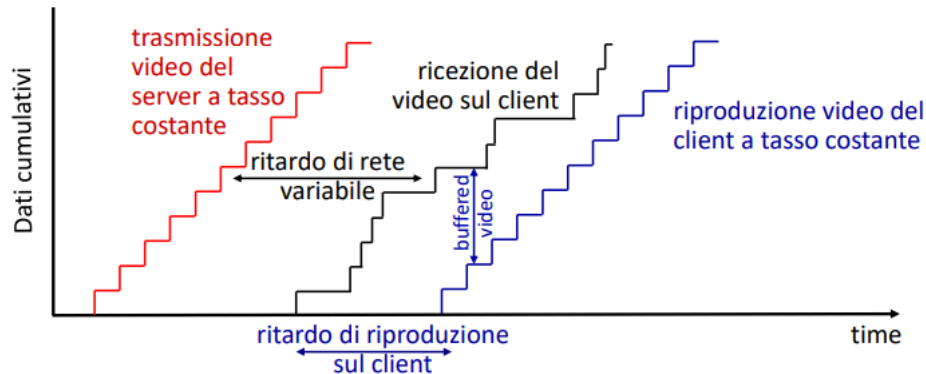 trasmissione
video del
server a tasso
costante
ricezione del
video sul client
riproduzione video del
client a tasso costante
Dati cumulativi
ritardo di rete
variabile
buffered
video
ritardo di riproduzione
sul client
time